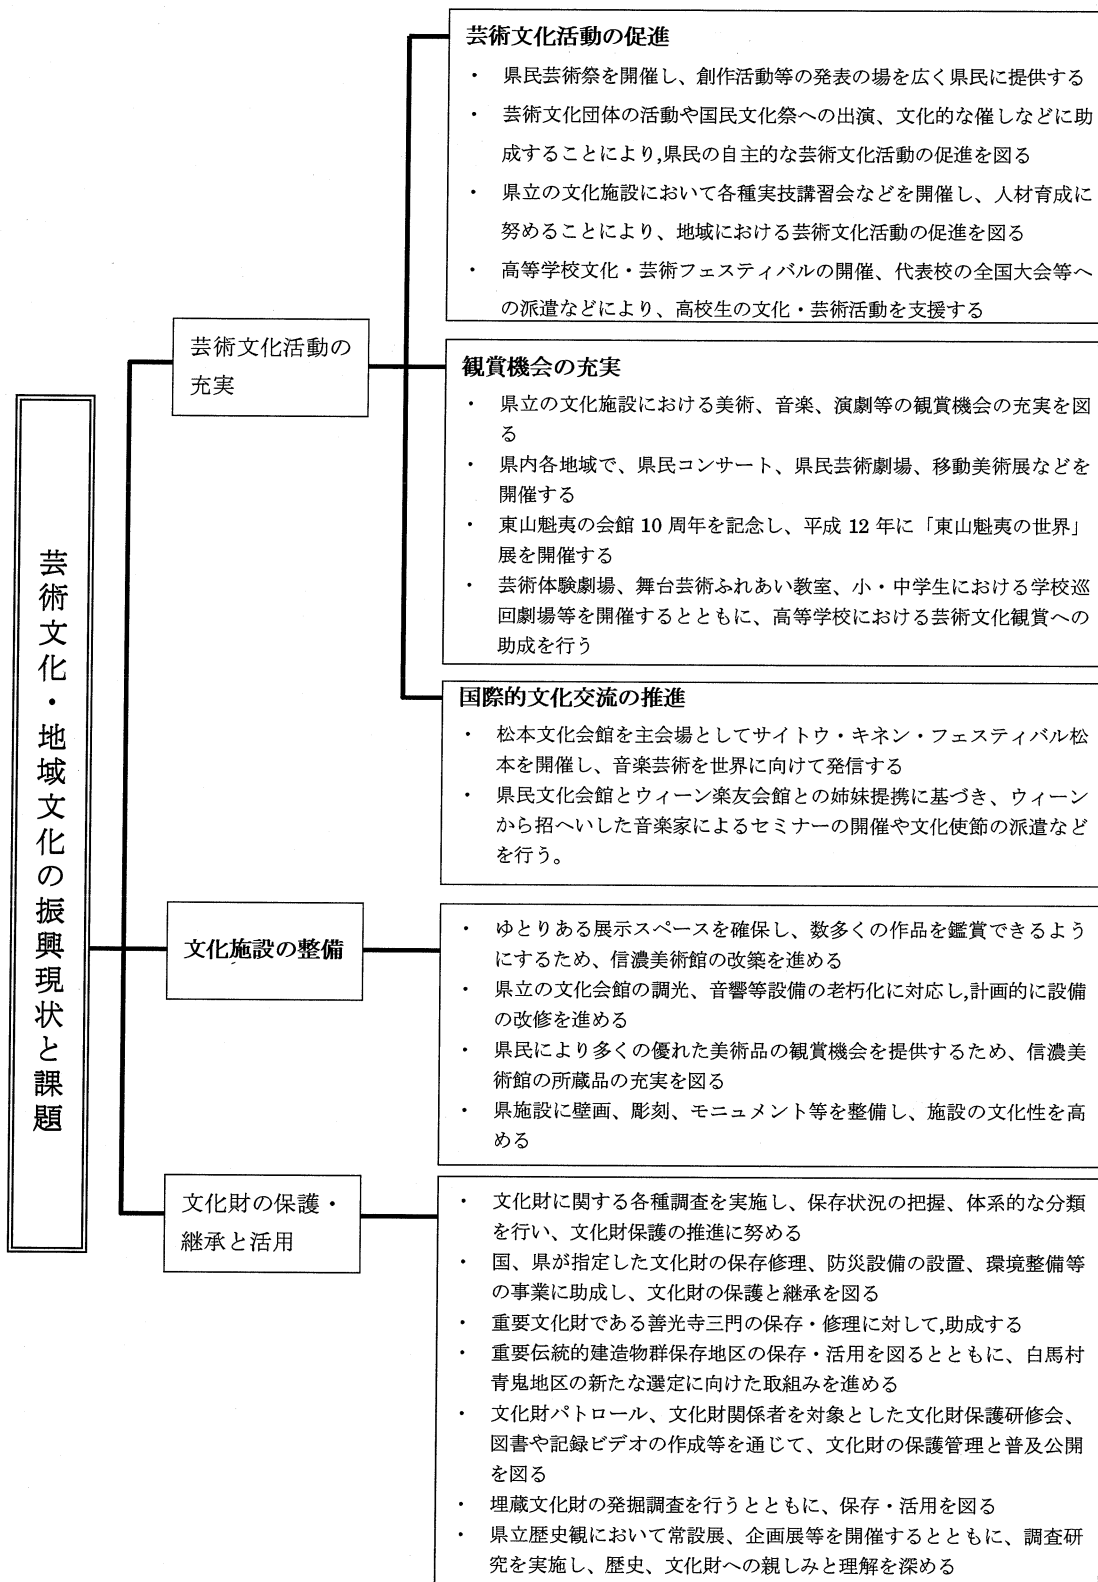 芸術文化・地域文化の振興現状と課題
芸術文化活動の
充実
芸術文化活動の促進
・ 県民芸術祭を開催し、創作活動等の発表の場を広く県民に提供する
・ 芸術文化団体の活動や国民文化祭への出演、文化的な催しなどに助
成することにより,県民の自主的な芸術文化活動の促進を図る
・ 県立の文化施設において各種実技講習会などを開催し、人材育成に
努めることにより、地域における芸術文化活動の促進を図る
・ 高等学校文化・芸術フェスティバルの開催、代表校の全国大会等へ
の派遣などにより、高校生の文化・芸術活動を支援する
観賞機会の充実
・ 県立の文化施設における美術、音楽、演劇等の観賞機会の充実を図
る
・ 県内各地域で、県民コンサート、県民芸術劇場、移動美術展などを
開催する
・ 東山魁夷の会館 10 周年を記念し、平成 12 年に「東山魁夷の世界」
展を開催する
・ 芸術体験劇場、舞台芸術ふれあい教室、小・中学生における学校巡
回劇場等を開催するとともに、高等学校における芸術文化観賞への
助成を行う
国際的文化交流の推進
・ 松本文化会館を主会場としてサイトウ・キネン・フェスティバル松
本を開催し、音楽芸術を世界に向けて発信する
・ 県民文化会館とウィーン楽友会館との姉妹提携に基づき、ウィーン
から招へいした音楽家によるセミナーの開催や文化使節の派遣など
を行う。
文化施設の整備
・ ゆとりある展示スペースを確保し、数多くの作品を鑑賞できるよう
にするため、信濃美術館の改築を進める
・ 県立の文化会館の調光、音響等設備の老朽化に対応し,計画的に設備
の改修を進める
・ 県民により多くの優れた美術品の観賞機会を提供するため、信濃美
術館の所蔵品の充実を図る
・ 県施設に壁画、彫刻、モニュメント等を整備し、施設の文化性を高
める
文化財の保護・
継承と活用
・ 文化財に関する各種調査を実施し、保存状況の把握、体系的な分類
を行い、文化財保護の推進に努める
・ 国、県が指定した文化財の保存修理、防災設備の設置、環境整備等
の事業に助成し、文化財の保護と継承を図る
・ 重要文化財である善光寺三門の保存・修理に対して,助成する
・ 重要伝統的建造物群保存地区の保存・活用を図るとともに、白馬村
青鬼地区の新たな選定に向けた取組みを進める
・ 文化財パトロール、文化財関係者を対象とした文化財保護研修会、
図書や記録ビデオの作成等を通じて、文化財の保護管理と普及公開
を図る
・ 埋蔵文化財の発掘調査を行うとともに、保存・活用を図る
・ 県立歴史観において常設展、企画展等を開催するとともに、調査研
究を実施し、歴史、文化財への親しみと理解を深める